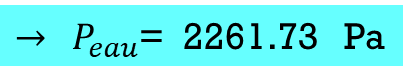 → P_eau= 2261.73 Pa